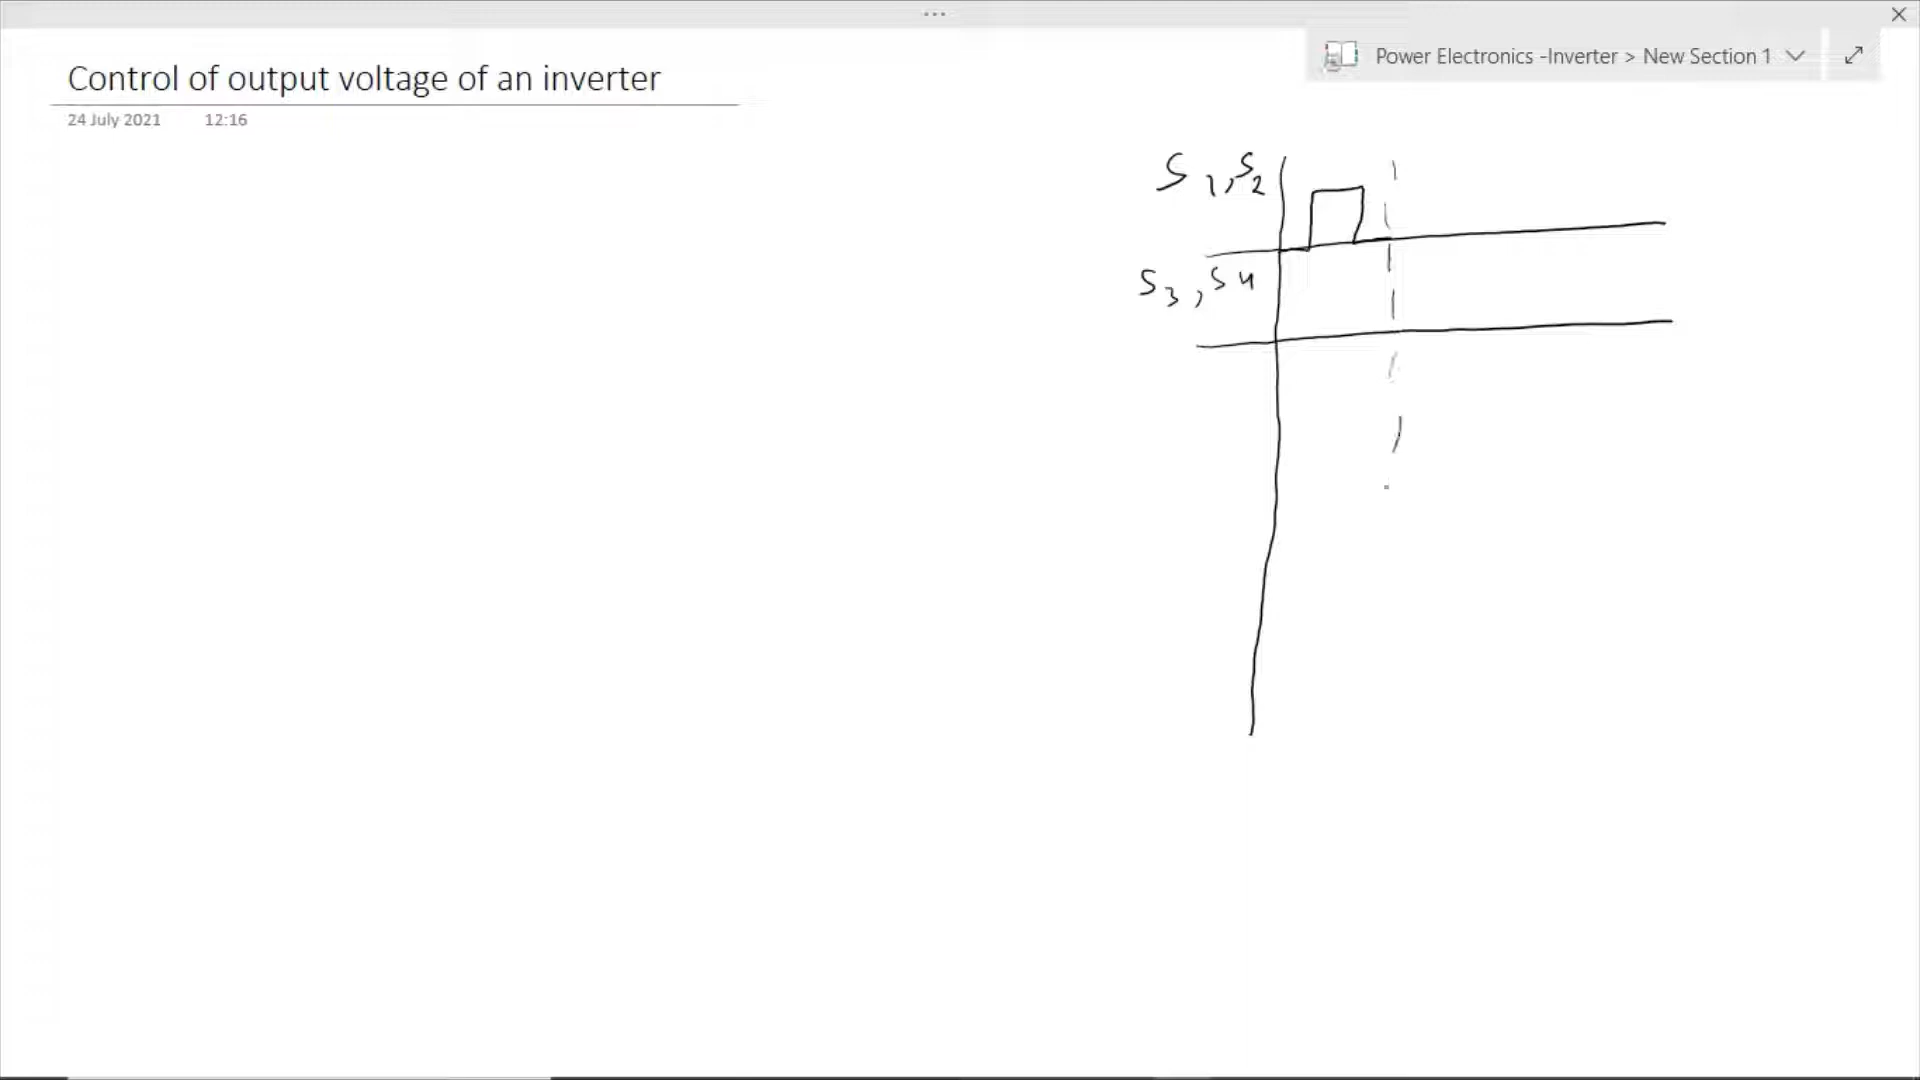 Power Electronics -Inverter > New Section 1
Control of output voltage of an inverter
24 July 2021 12:16
S1, S2
S3, S4